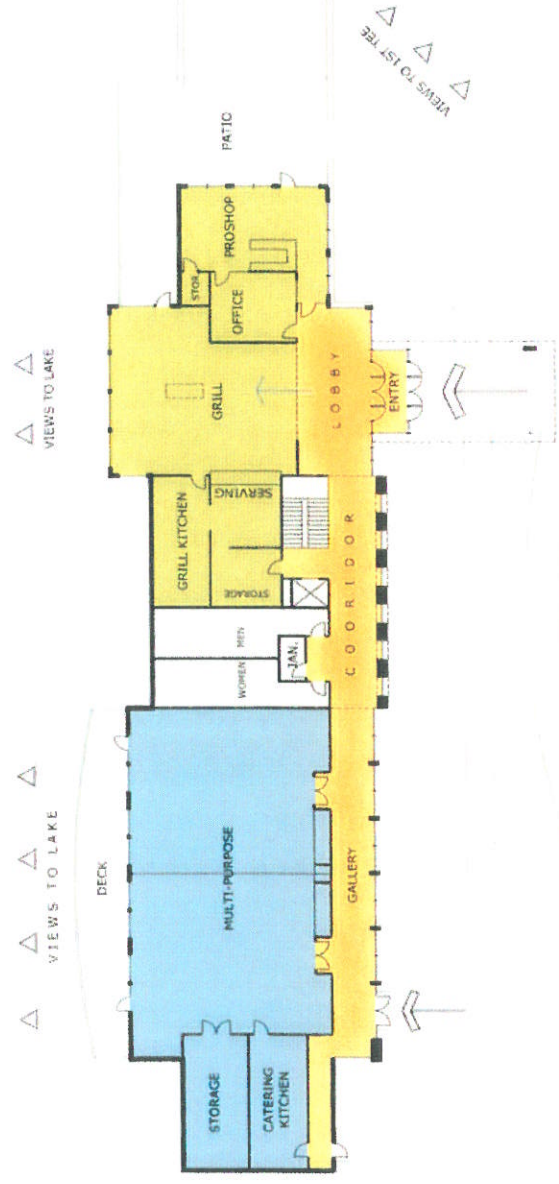 VIEWS TO 1ST TEE
PATIO
VIEWS TO LAKE
PROSHOP
STOR.
OFFICE
GRILL
LOBBY
ENTRY
GRILL KITCHEN
SERVING
STORAGE
COORIDOR
MEN
WOMEN
JAN.
VIEWS TO LAKE
DECK
MULTI-PURPOSE
GALLERY
STORAGE
CATERING
KITCHEN